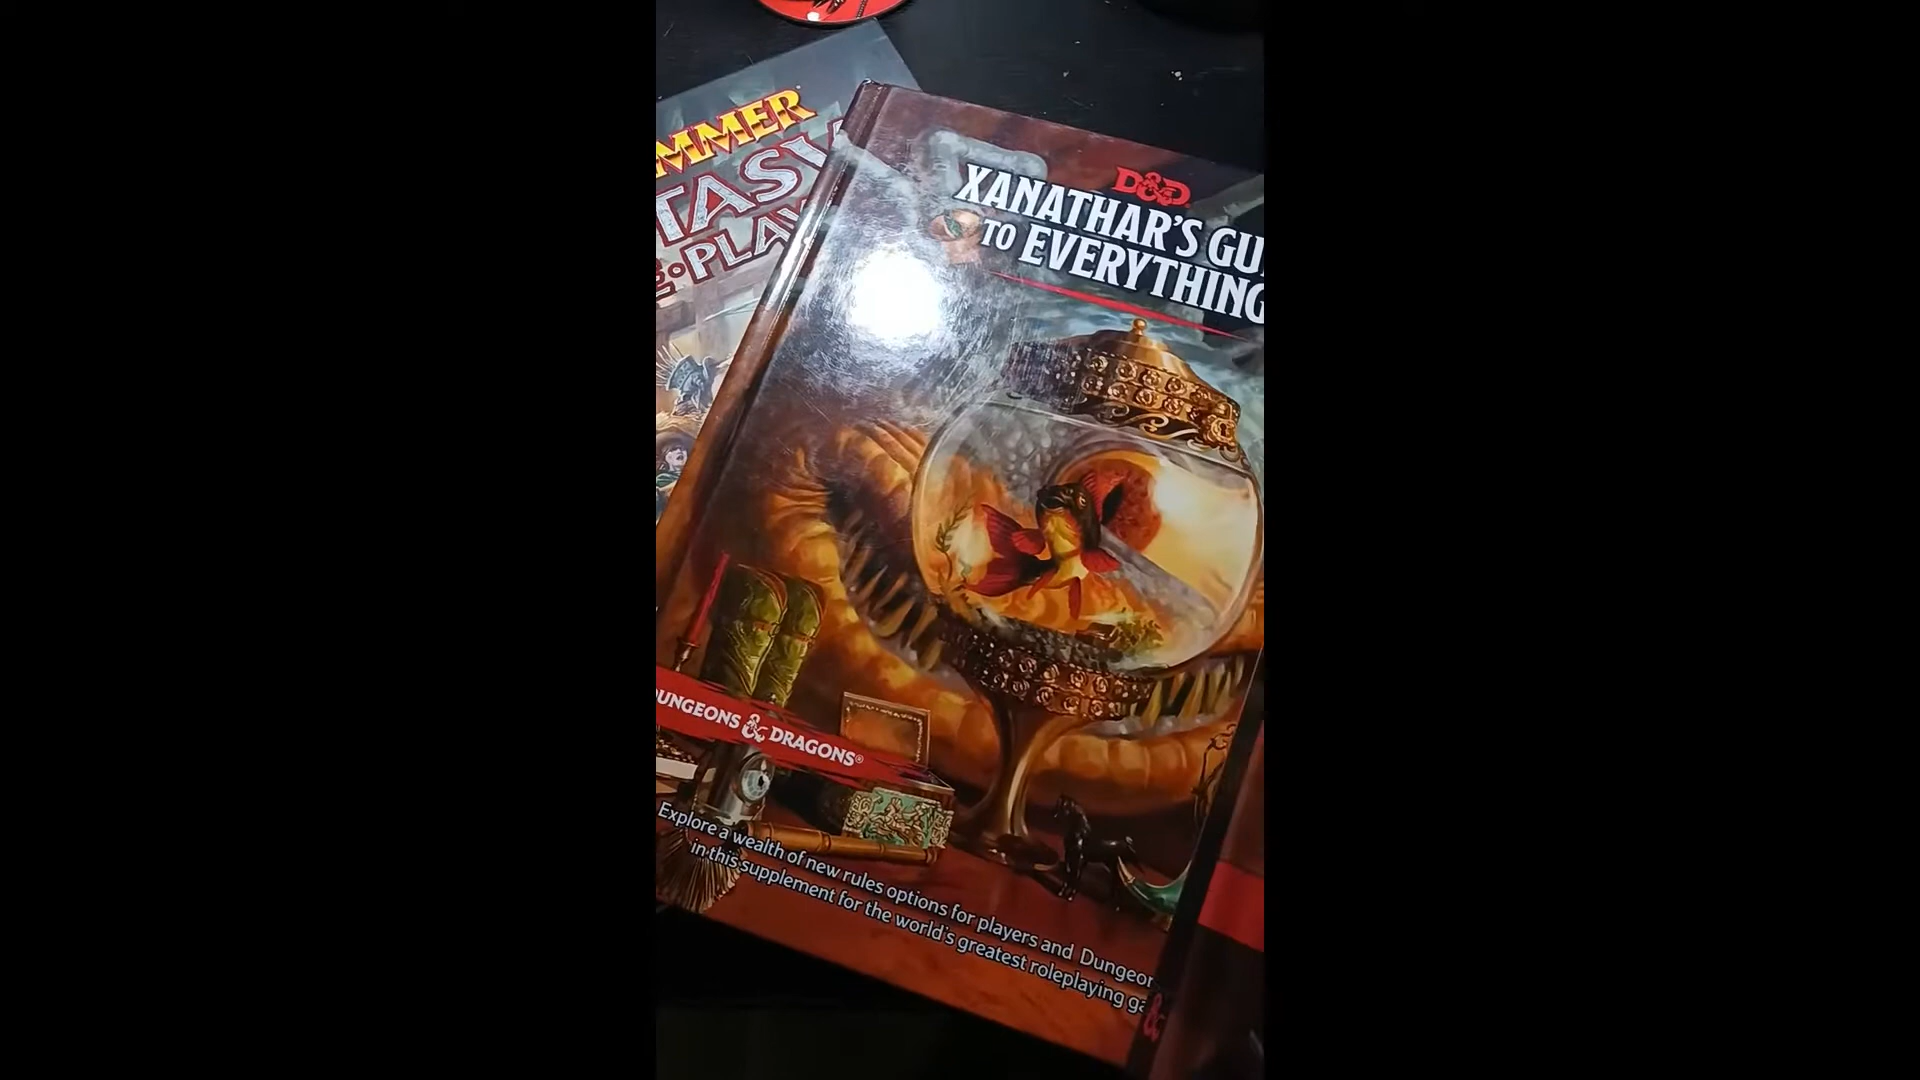 MMER
TASY
PLAY
D&D
XANATHAR'S GU
TO EVERYTHING
DUNGEONS & DRAGONS®
Explore a wealth of new rules options for players and Dungeon
in this supplement for the world's greatest roleplaying ga
&